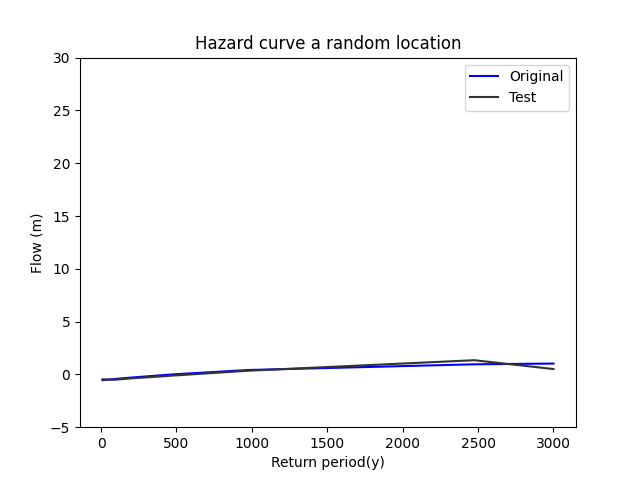 Hazard curve a random location
Original
Test
30
25
20
15
10
5
0
−5
Flow (m)
0 500 1000 1500 2000 2500 3000
Return period(y)